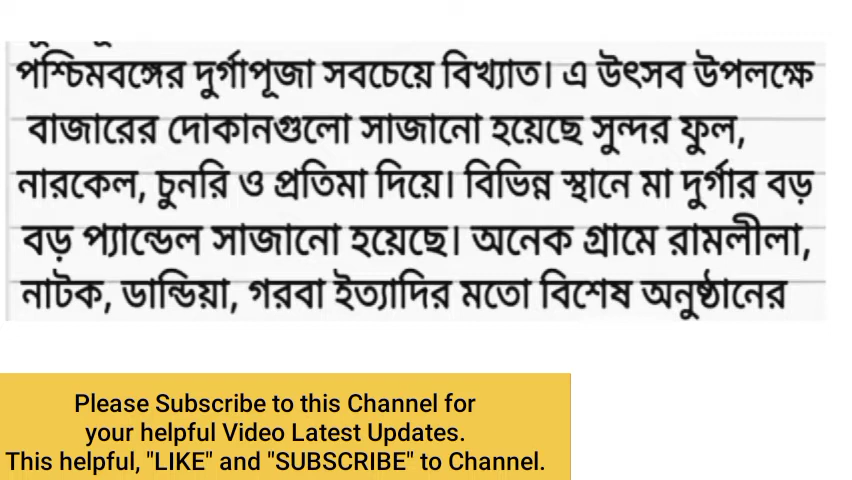 পশ্চিমবঙ্গের দুর্গাপূজা সবচেয়ে বিখ্যাত। এ উৎসব উপলক্ষে
বাজারের দোকানগুলো সাজানো হয়েছে সুন্দর ফুল,
নারকেল, চুনরি ও প্রতিমা দিয়ে। বিভিন্ন স্থানে মা দুর্গার বড়
বড় প্যান্ডেল সাজানো হয়েছে। অনেক গ্রামে রামলীলা,
নাটক, ডান্ডিয়া, গরবা ইত্যাদির মতো বিশেষ অনুষ্ঠানের
Please Subscribe to this Channel for
your helpful Video Latest Updates.
This helpful, "LIKE" and "SUBSCRIBE" to Channel.